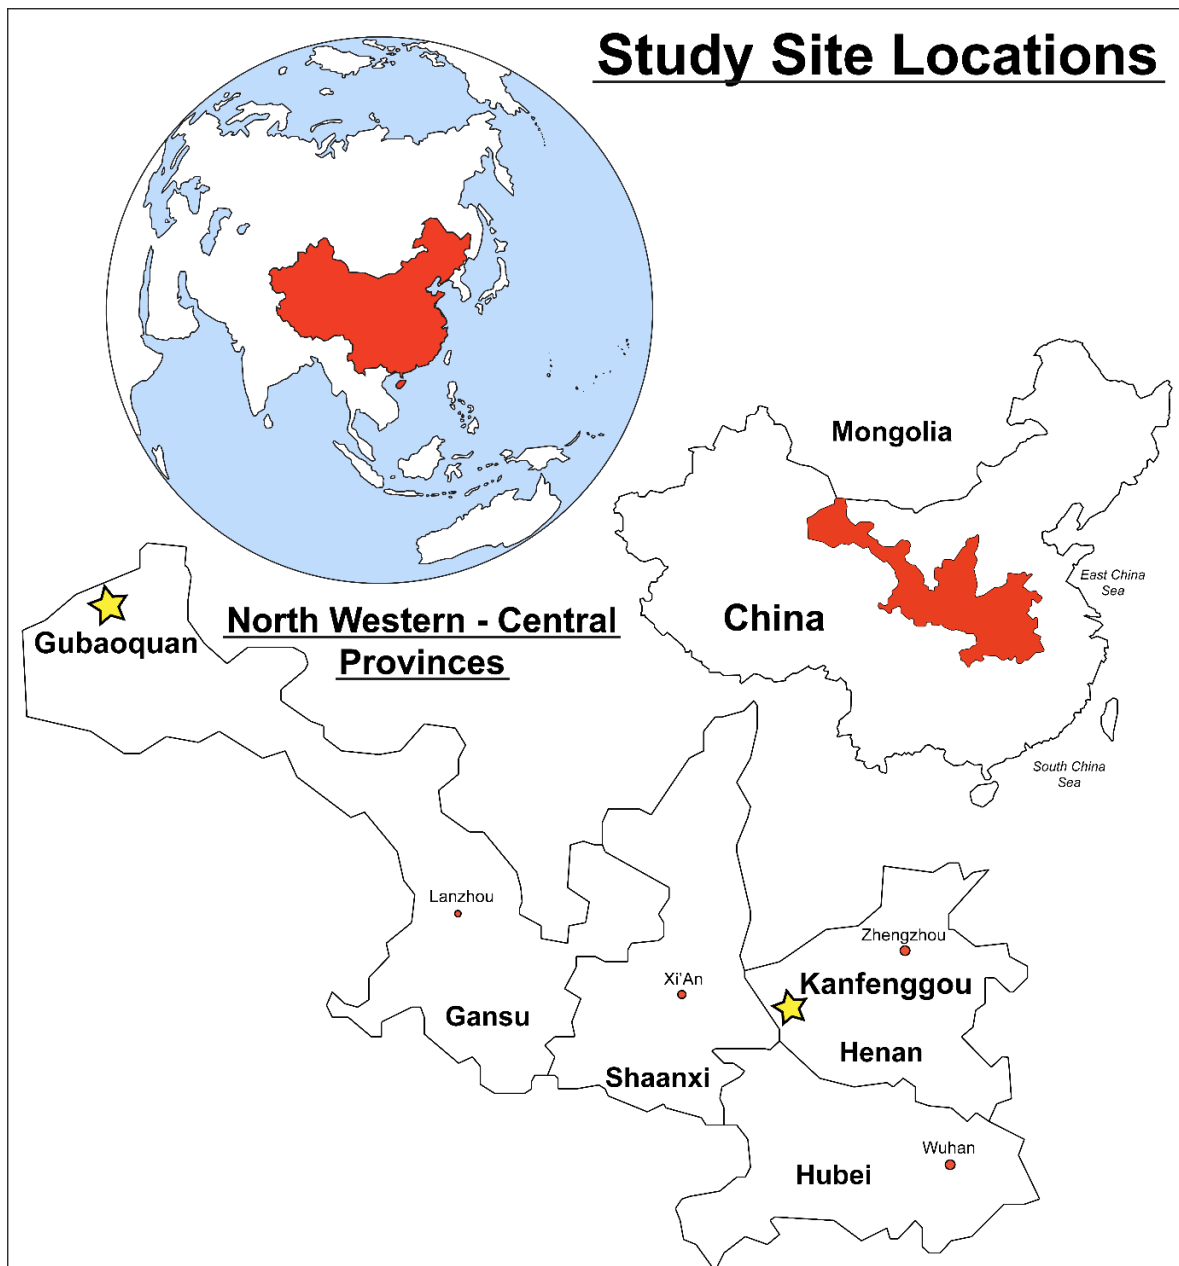 Study Site Locations
Mongolia
China
East China
Sea
South China
Sea
North Western - Central
Provinces
Gubaoquan
Lanzhou
Gansu
Xi'An
Shaanxi
Zhengzhou
Kanfenggou
Henan
Wuhan
Hubei